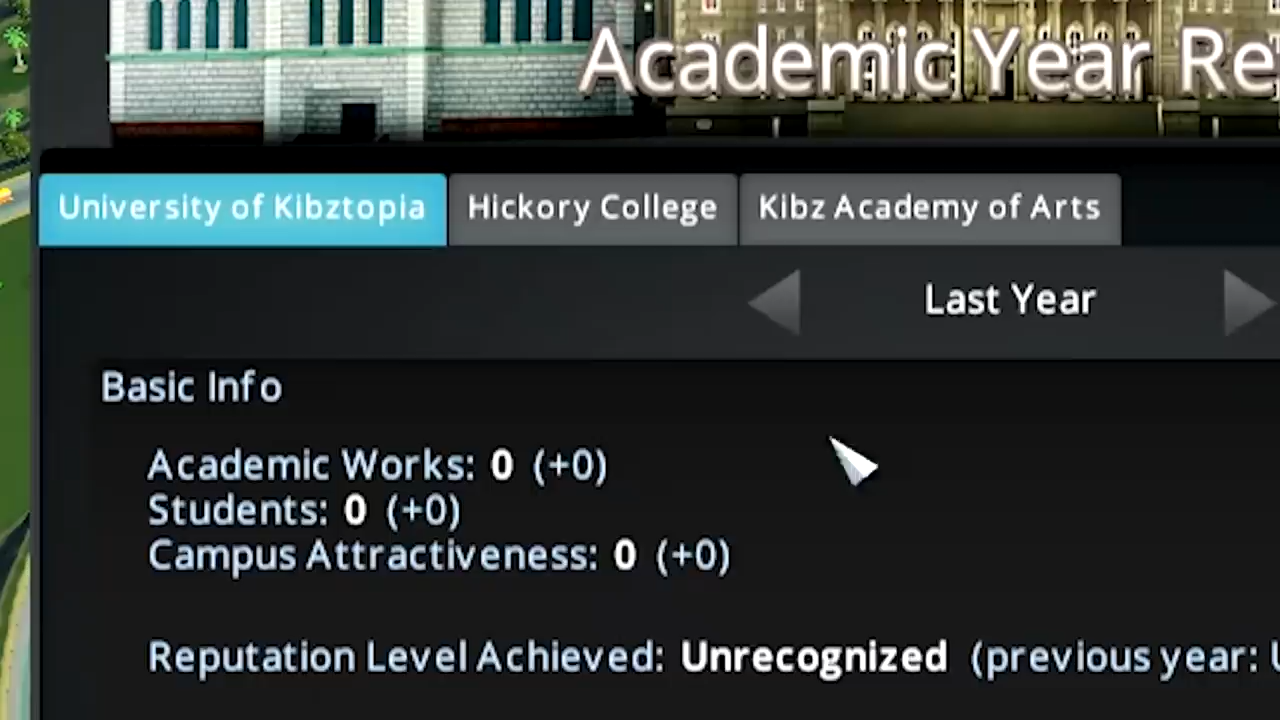 Academic Year Re
University of Kibztopia
Hickory College
Kibz Academy of Arts
Last Year
Basic Info
Academic Works: 0 (+0)
Students: 0 (+0)
Campus Attractiveness: 0 (+0)
Reputation Level Achieved: Unrecognized (previous year: U